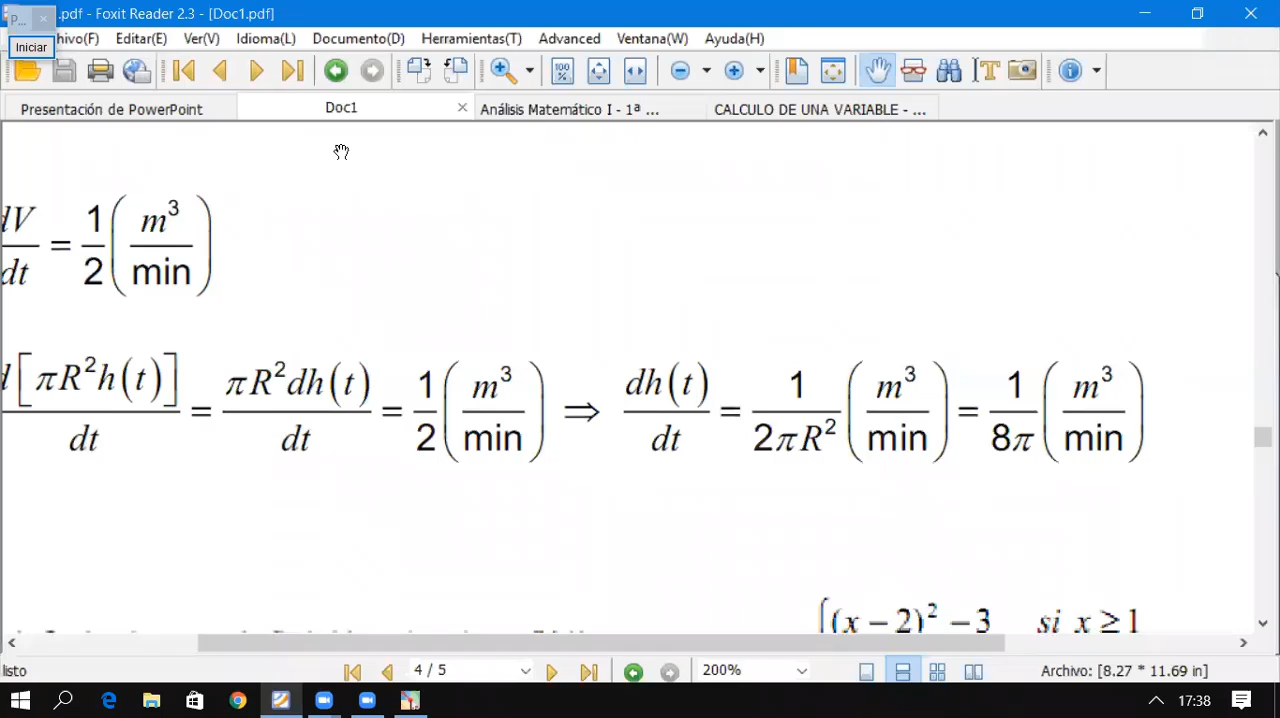 P... .pdf - Foxit Reader 2.3 - [Doc1.pdf]
Iniciar
hivo(F) Editar(E) Ver(V) Idioma(L) Documento(D) Herramientas(T) Advanced Ventana(W) Ayuda(H)
Presentación de PowerPoint Doc1 Análisis Matemático I - 1ª ... CALCULO DE UNA VARIABLE - ...
dV/dt = 1/2 (m³/min)
d[πR²h(t)]/dt = πR²dh(t)/dt = 1/2 (m³/min) ⇒ dh(t)/dt = 1/(2πR²) (m³/min) = 1/(8π) (m³/min)
(x − 2)² − 3 si x ≥ 1
listo 4 / 5 200% Archivo: [8.27 * 11.69 in]
17:38